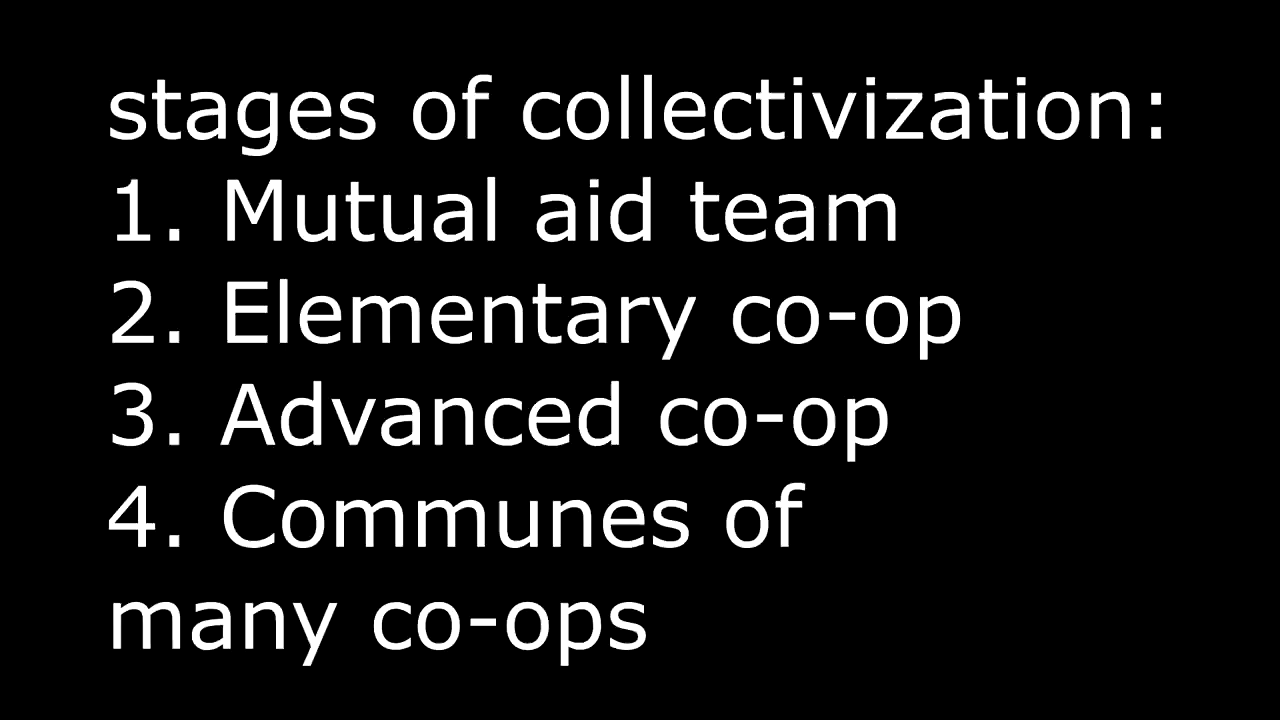 stages of collectivization:
1. Mutual aid team
2. Elementary co-op
3. Advanced co-op
4. Communes of
many co-ops